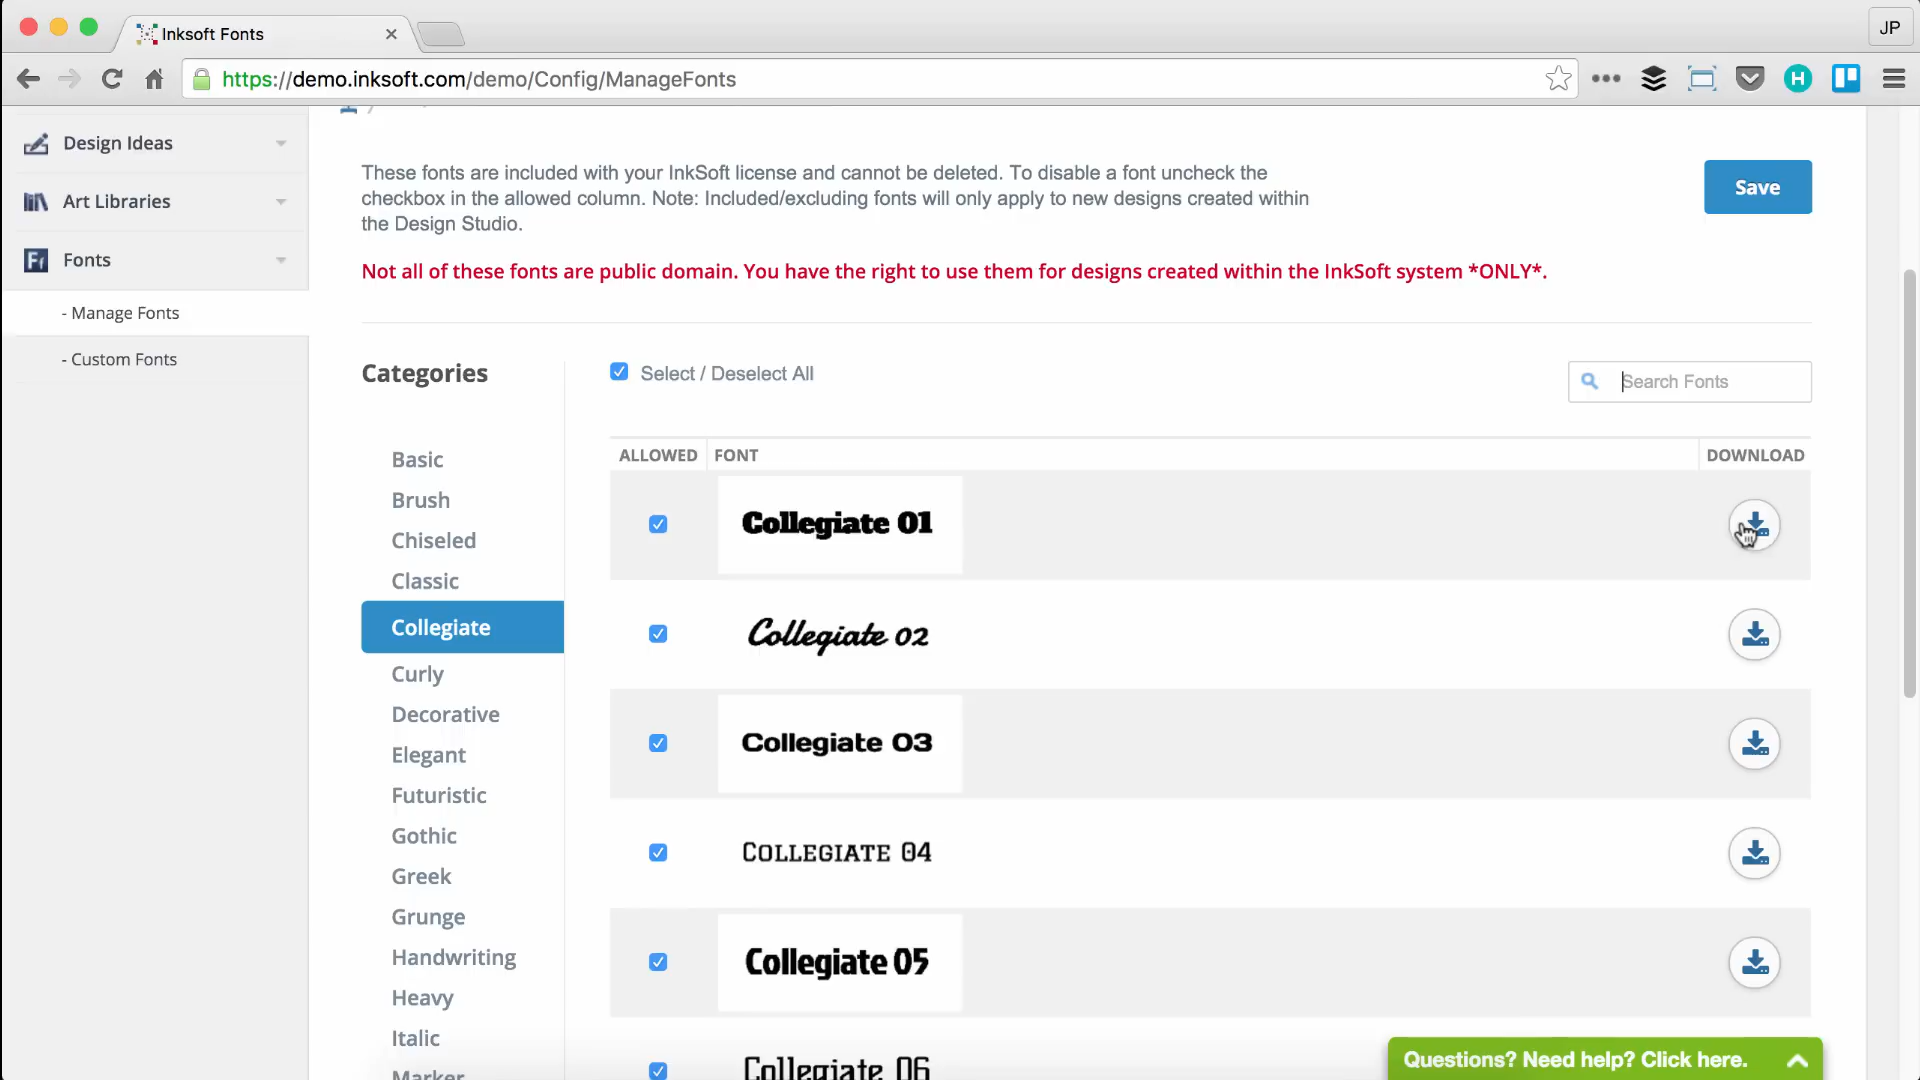 Inksoft Fonts
JP
https://demo.inksoft.com/demo/Config/ManageFonts
H
Design Ideas
Art Libraries
Fonts
- Manage Fonts
- Custom Fonts
These fonts are included with your InkSoft license and cannot be deleted. To disable a font uncheck the
checkbox in the allowed column. Note: Included/excluding fonts will only apply to new designs created within
the Design Studio.
Save
Not all of these fonts are public domain. You have the right to use them for designs created within the InkSoft system *ONLY*.
Categories
Select / Deselect All
Search Fonts
Basic
Brush
Chiseled
Classic
Collegiate
Curly
Decorative
Elegant
Futuristic
Gothic
Greek
Grunge
Handwriting
Heavy
Italic
Marker
ALLOWED
FONT
DOWNLOAD
Collegiate 01
Collegiate 02
Collegiate 03
COLLEGIATE 04
Collegiate 05
Collegiate 06
Questions? Need help? Click here.